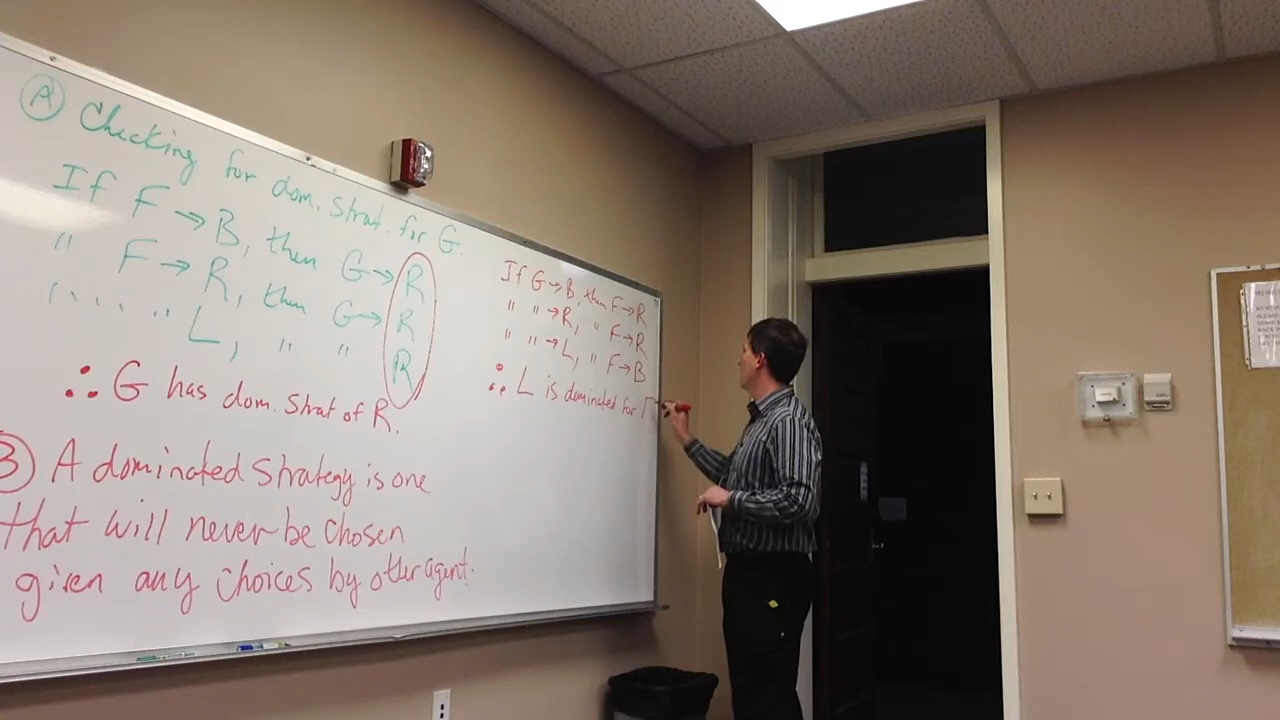 A Checking for dom. strat. for G.
If F → B, then G → R
" F → R, then G → R
" " " L, " " R
∴ G has dom. strat of R.
B A dominated strategy is one
that will never be chosen
given any choices by other agent.
If G → B, then F → R
" " → R, " F → R
" " → L, " F → B
∴ L is dominated for